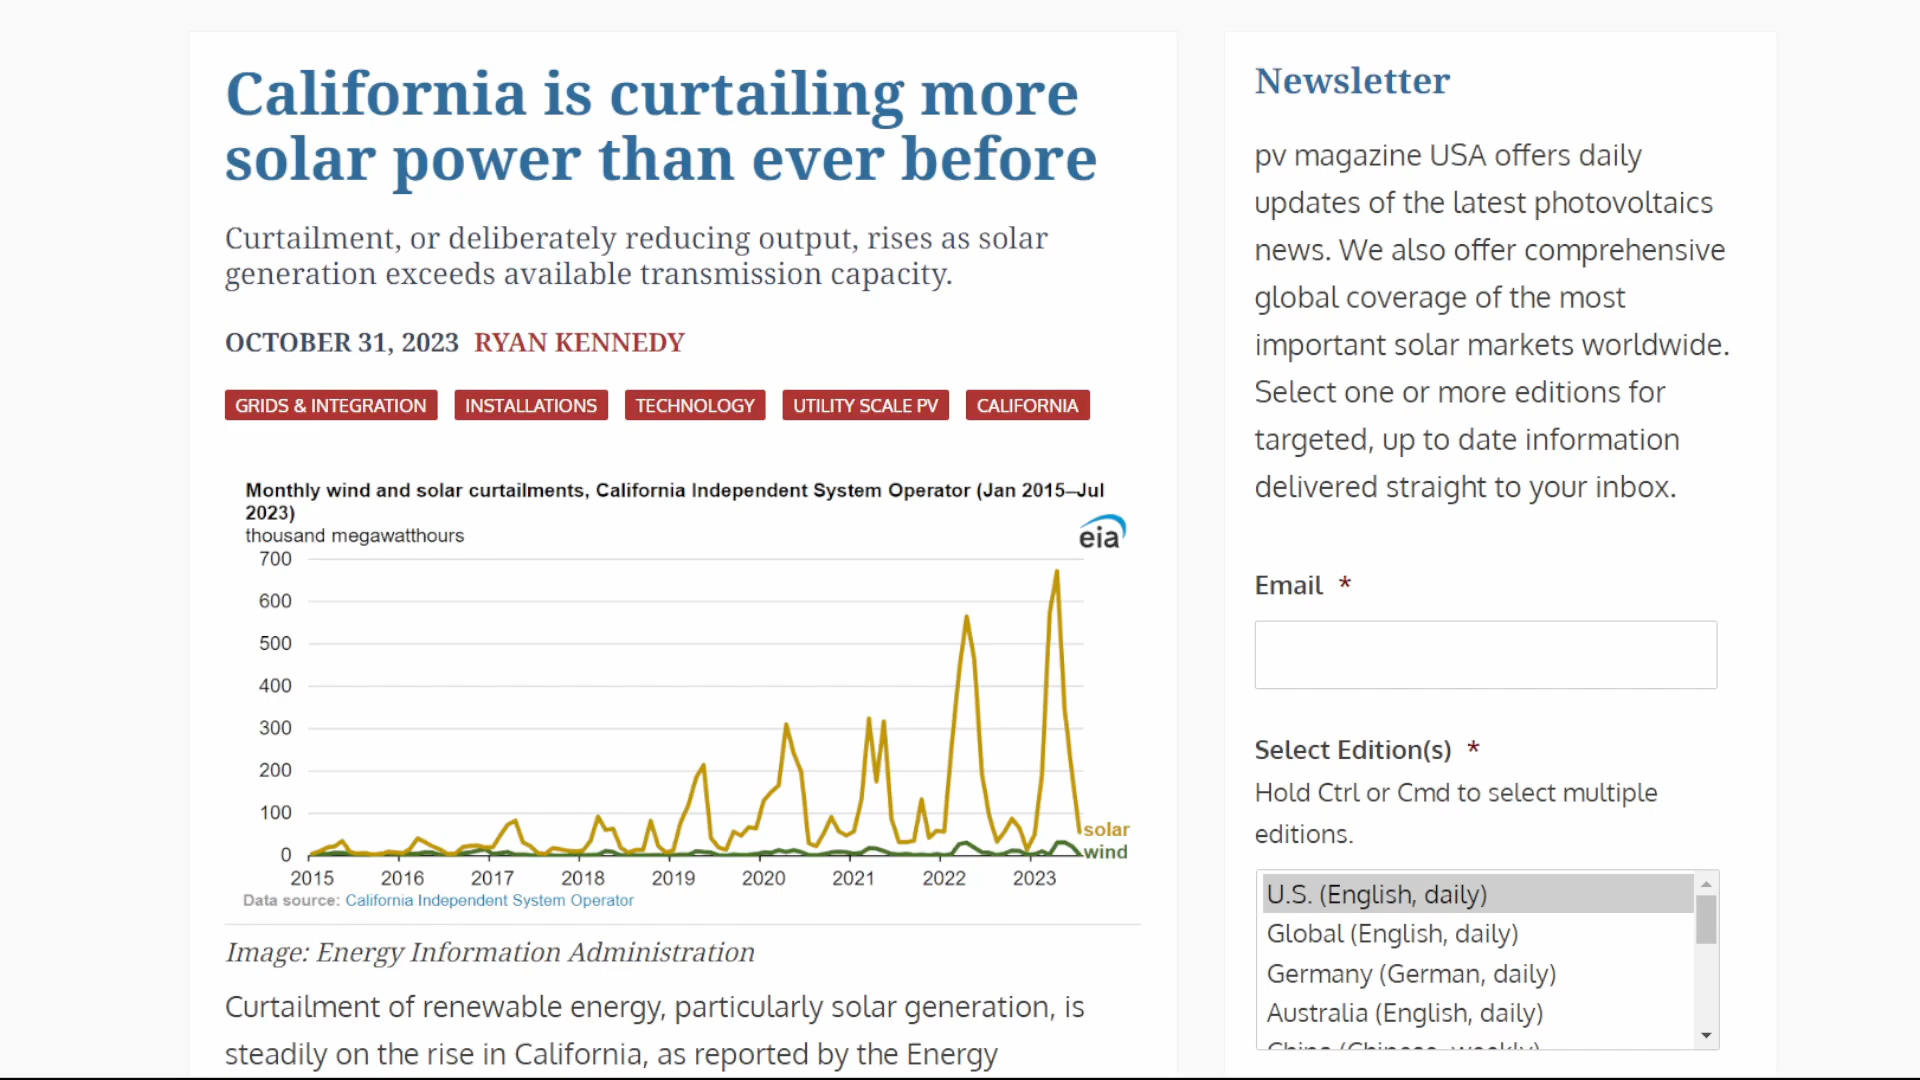 California is curtailing more
solar power than ever before
Curtailment, or deliberately reducing output, rises as solar
generation exceeds available transmission capacity.
OCTOBER 31, 2023 RYAN KENNEDY
GRIDS & INTEGRATION INSTALLATIONS TECHNOLOGY UTILITY SCALE PV CALIFORNIA
Monthly wind and solar curtailments, California Independent System Operator (Jan 2015–Jul
2023)
thousand megawatthours
eia
700
600
500
400
300
200
100
0
solar
wind
2015 2016 2017 2018 2019 2020 2021 2022 2023
Data source: California Independent System Operator
Image: Energy Information Administration
Curtailment of renewable energy, particularly solar generation, is
steadily on the rise in California, as reported by the Energy
Newsletter
pv magazine USA offers daily
updates of the latest photovoltaics
news. We also offer comprehensive
global coverage of the most
important solar markets worldwide.
Select one or more editions for
targeted, up to date information
delivered straight to your inbox.
Email *
Select Edition(s) *
Hold Ctrl or Cmd to select multiple
editions.
U.S. (English, daily)
Global (English, daily)
Germany (German, daily)
Australia (English, daily)
China (Chinese, weekly)